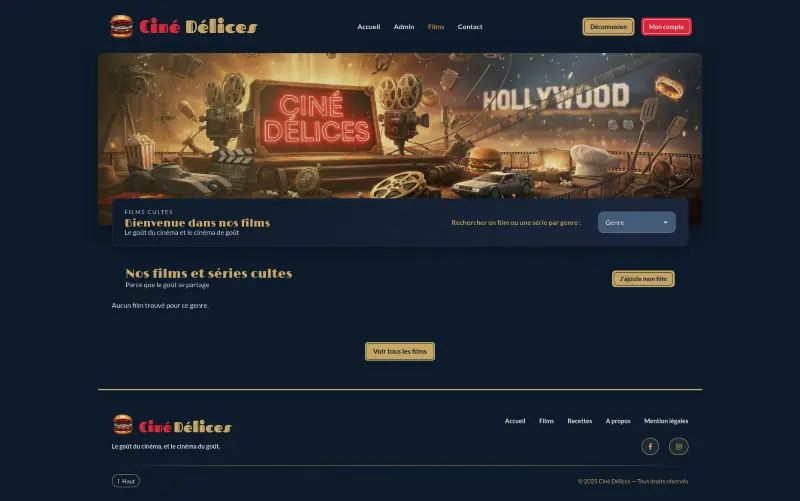 Ciné Délices
Accueil Admin Films Contact
Déconnexion Mon compte
CINÉ
DÉLICES
HOLLYWOOD
FILMS CULTES
Bienvenue dans nos films
Le goût du cinéma et le cinéma de goût
Rechercher un film ou une série par genre :
Genre
Nos films et séries cultes
Parce que le goût se partage
J'ajoute mon film
Aucun film trouvé pour ce genre.
Voir tous les films
Ciné Délices
Le goût du cinéma, et le cinéma du goût.
Accueil Films Recettes A propos Mention légales
↑ Haut
© 2025 Ciné Délices — Tous droits réservés